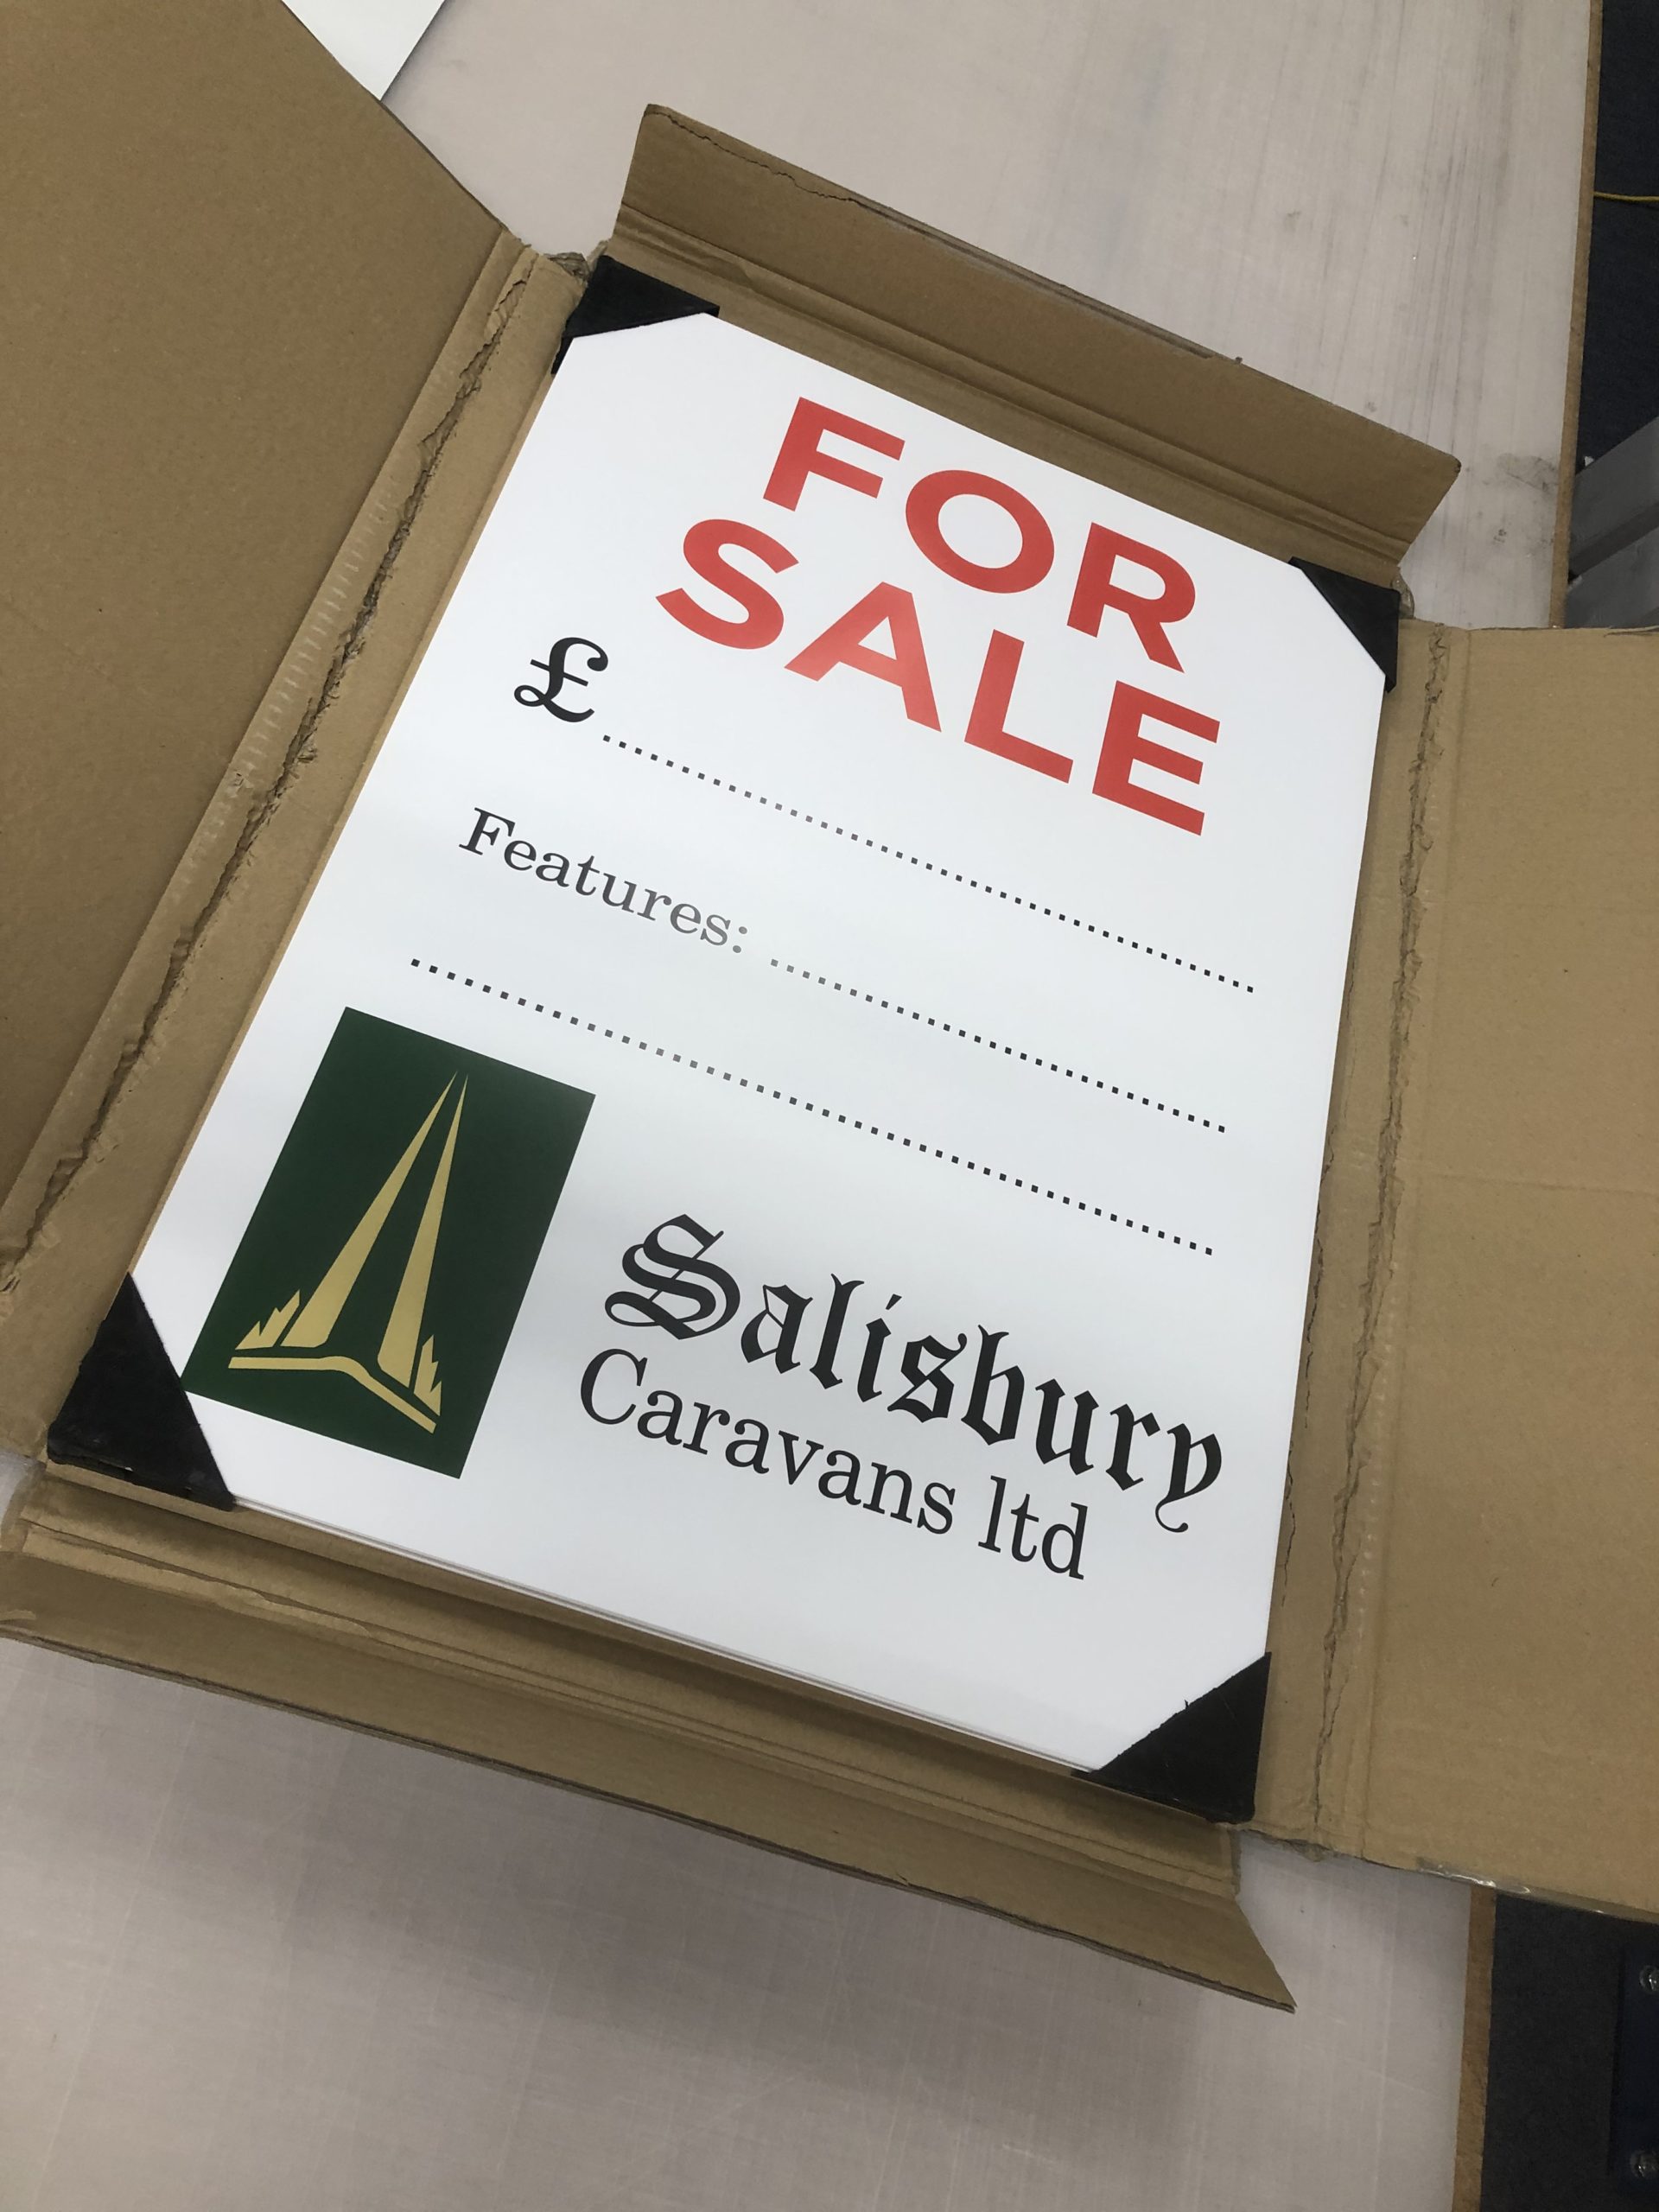 FOR
SALE
£..................................................
Features: ...................................
..........................................................
Salisbury
Caravans ltd